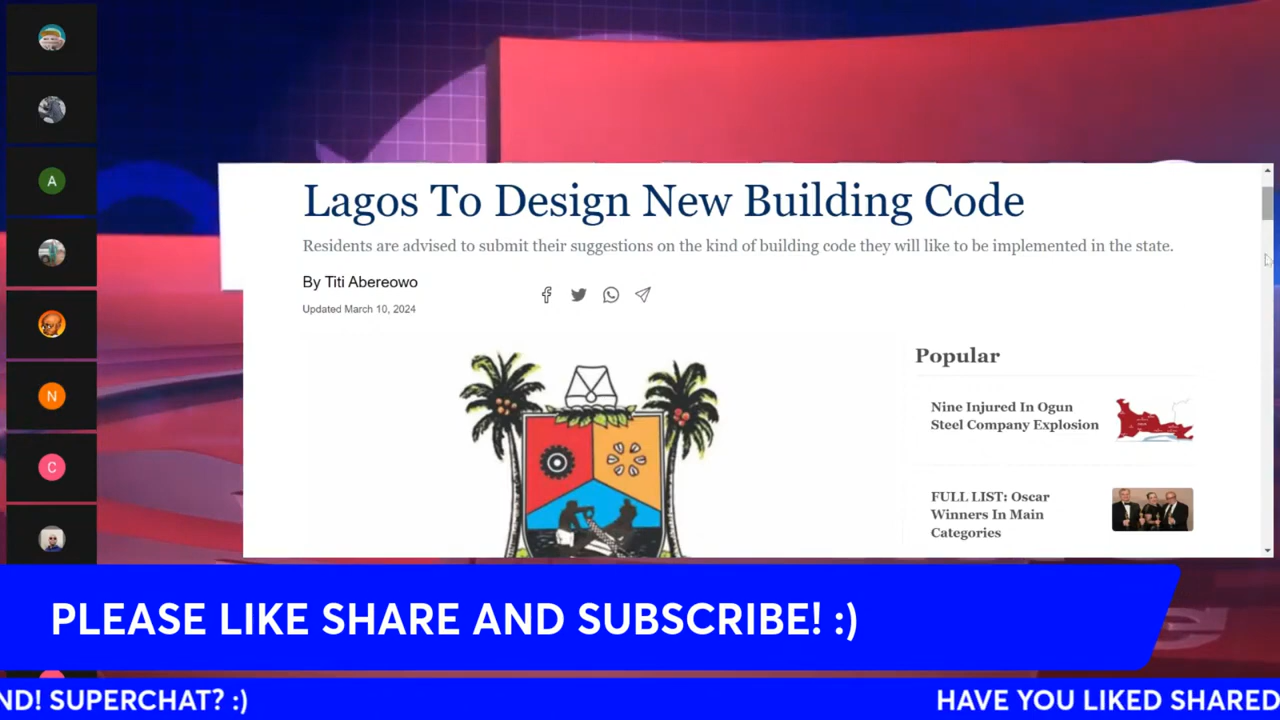 A
N
C
Lagos To Design New Building Code
Residents are advised to submit their suggestions on the kind of building code they will like to be implemented in the state.
By Titi Abereowo
Updated March 10, 2024
Popular
Nine Injured In Ogun
Steel Company Explosion
FULL LIST: Oscar
Winners In Main
Categories
PLEASE LIKE SHARE AND SUBSCRIBE! :)
ND! SUPERCHAT? :)
HAVE YOU LIKED SHARED